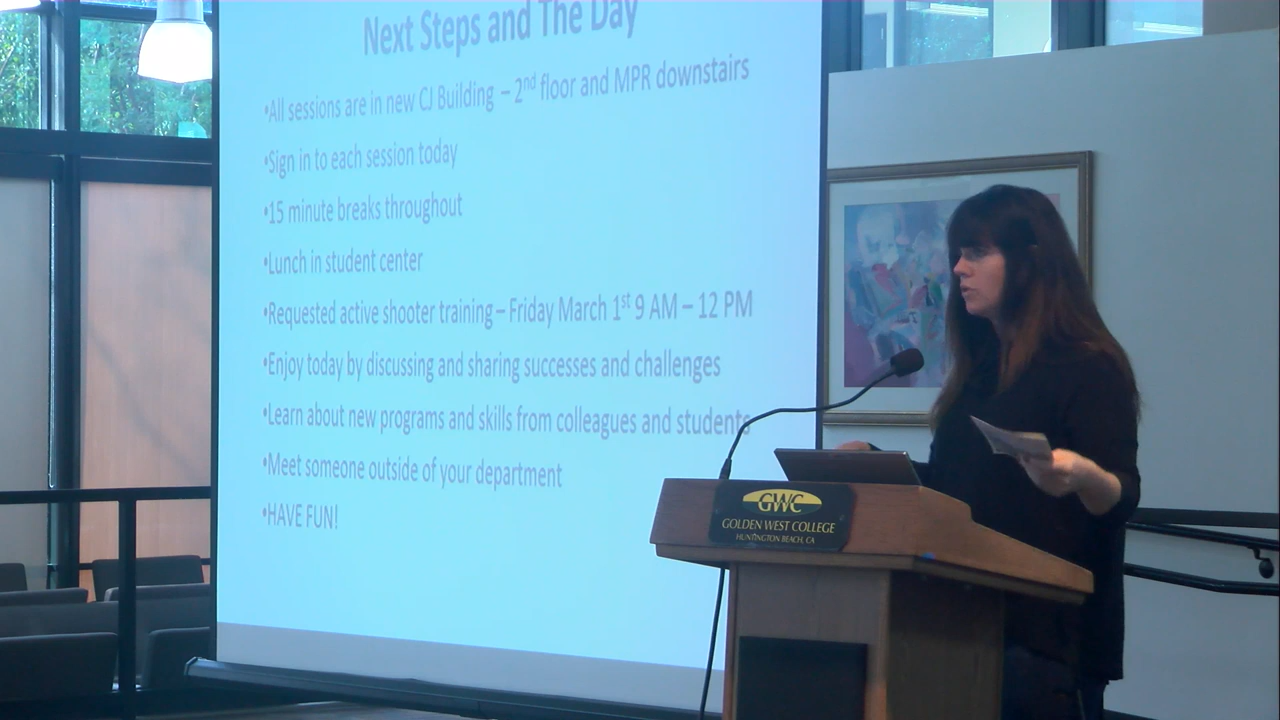 Next Steps and The Day
•All sessions are in new CJ Building – 2nd floor and MPR downstairs
•Sign in to each session today
•15 minute breaks throughout
•Lunch in student center
•Requested active shooter training – Friday March 1st 9 AM – 12 PM
•Enjoy today by discussing and sharing successes and challenges
•Learn about new programs and skills from colleagues and students
•Meet someone outside of your department
•HAVE FUN!
GWC
GOLDEN WEST COLLEGE
HUNTINGTON BEACH, CA